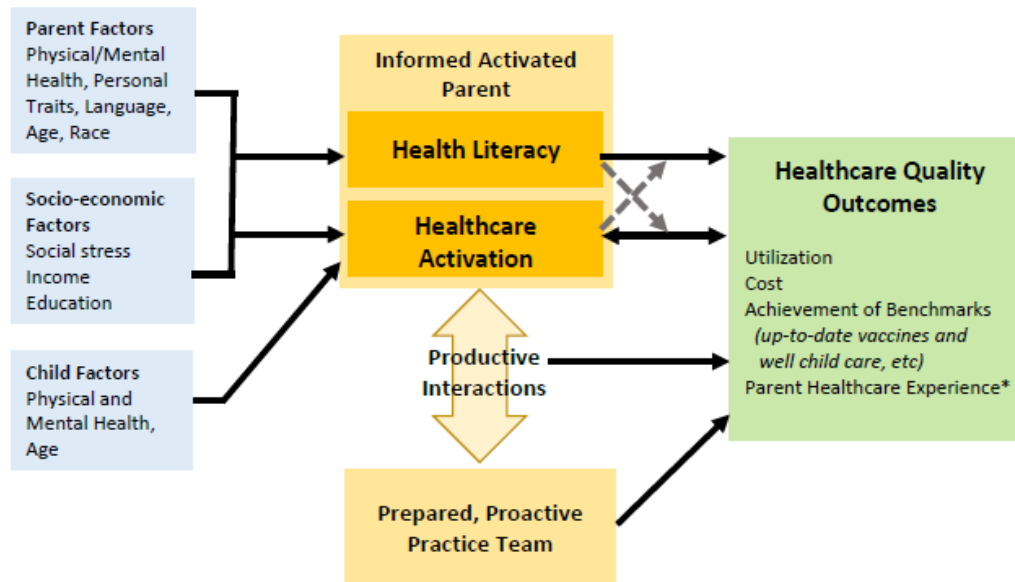 Parent Factors
Physical/Mental
Health, Personal
Traits, Language,
Age, Race
Socio-economic
Factors
Social stress
Income
Education
Child Factors
Physical and
Mental Health,
Age
Informed Activated
Parent
Health Literacy
Healthcare
Activation
Productive
Interactions
Prepared, Proactive
Practice Team
Healthcare Quality
Outcomes
Utilization
Cost
Achievement of Benchmarks
(up-to-date vaccines and
well child care, etc)
Parent Healthcare Experience*